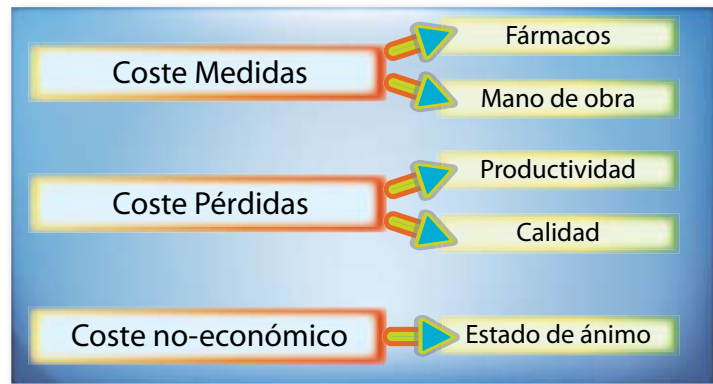 Coste Medidas
Fármacos
Mano de obra
Coste Pérdidas
Productividad
Calidad
Coste no-económico
Estado de ánimo